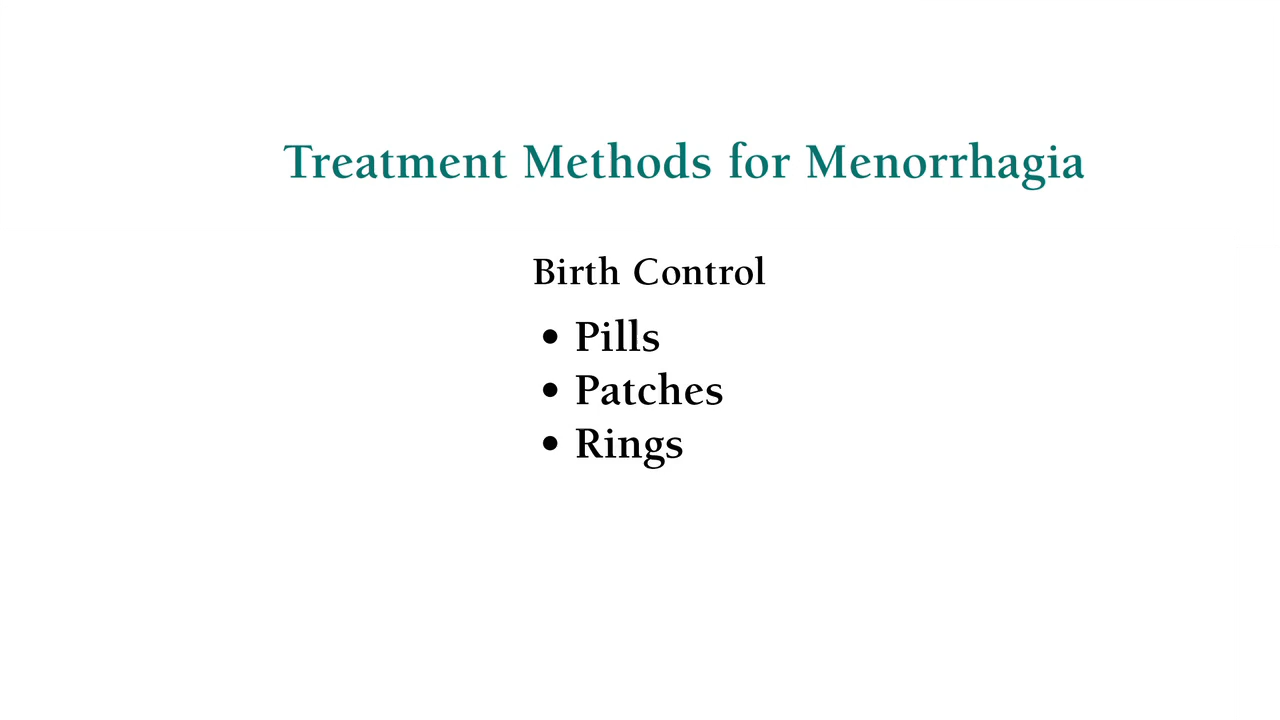 Treatment Methods for Menorrhagia
Birth Control
• Pills
• Patches
• Rings